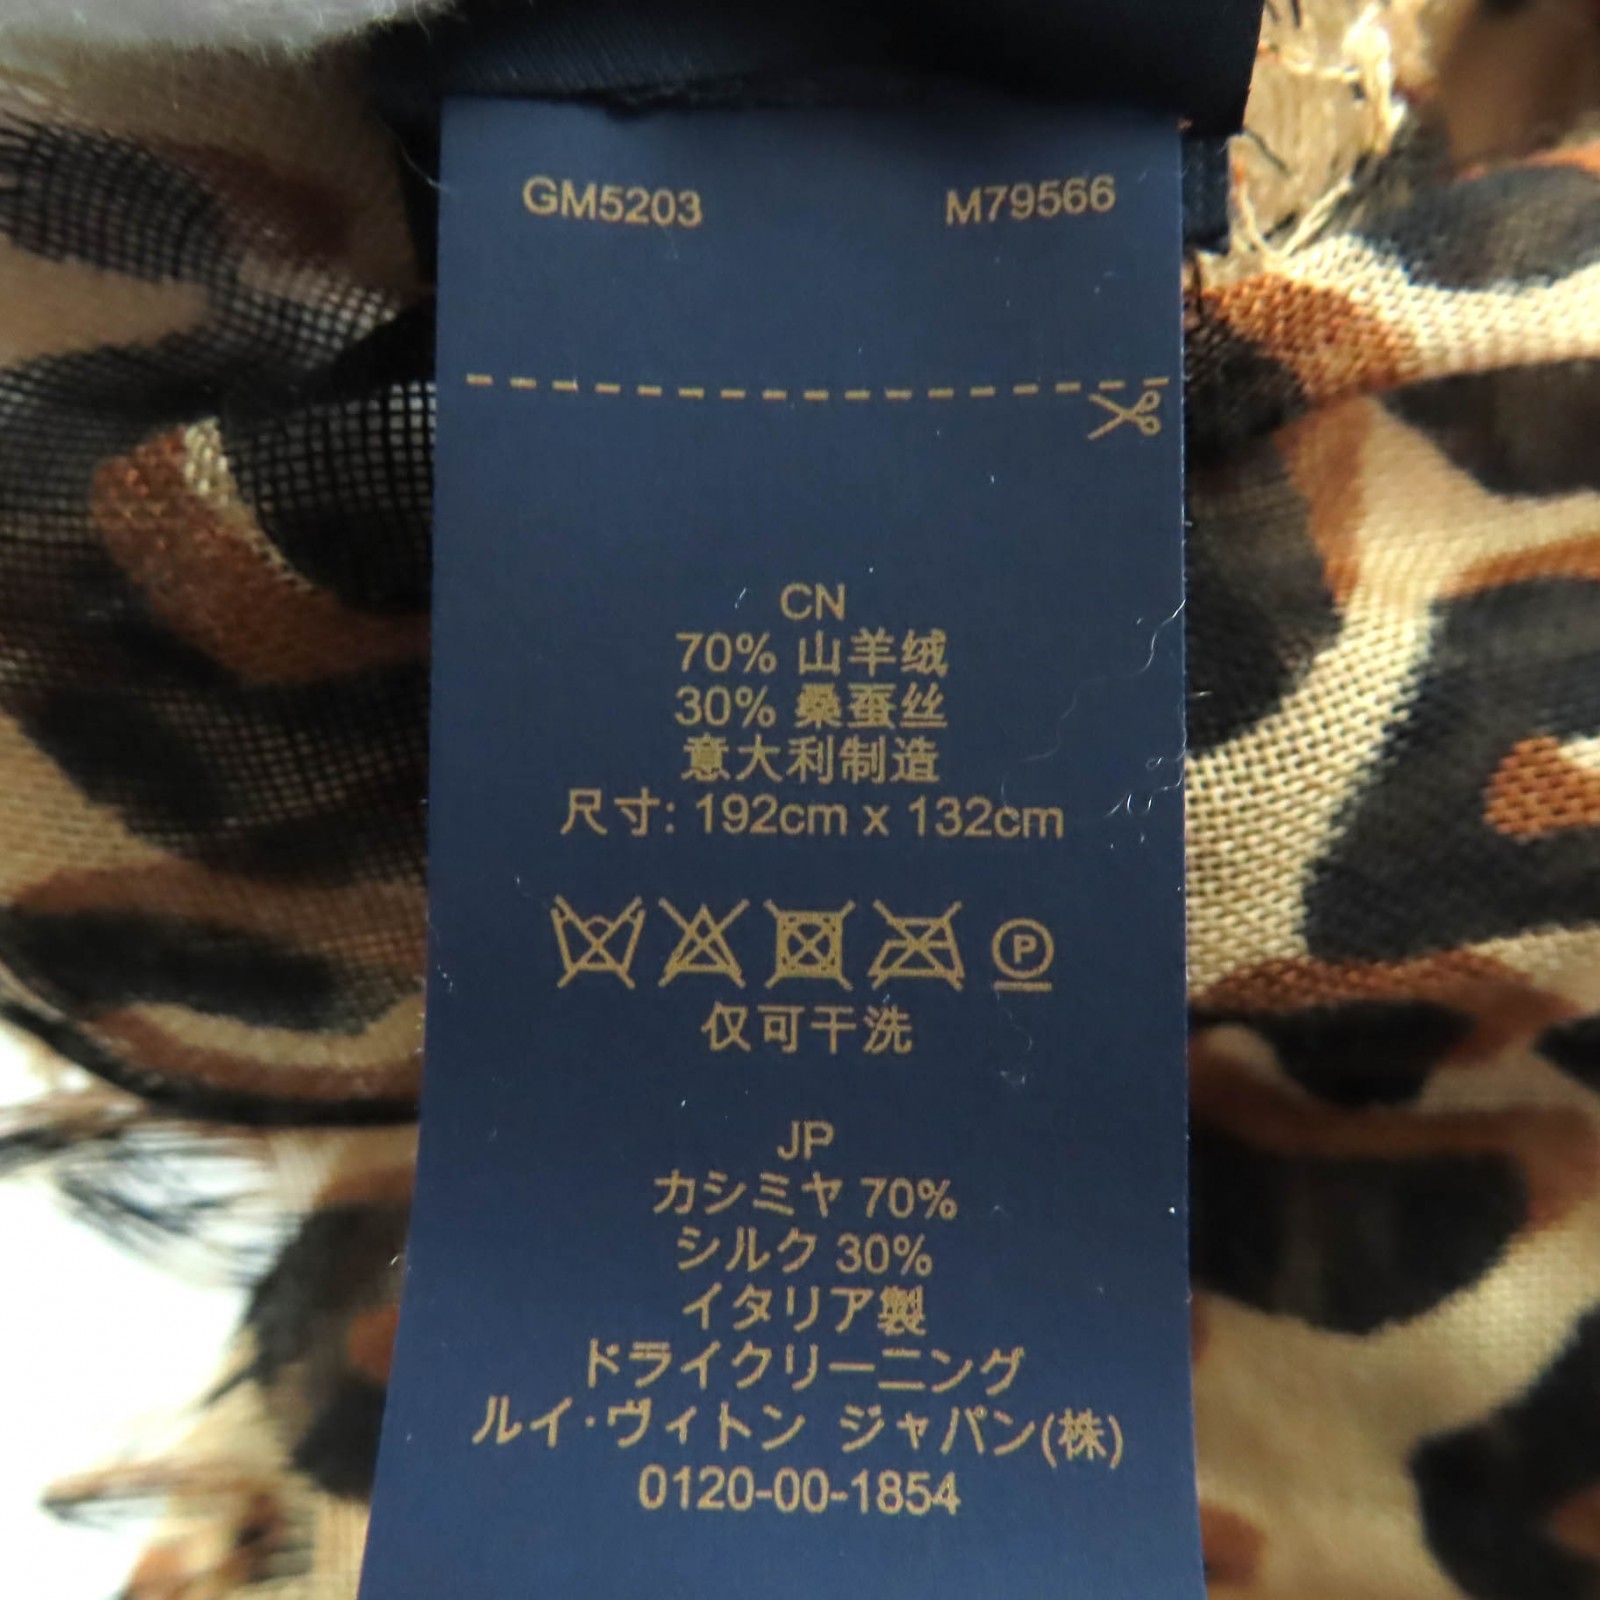 GM5203 M79566
CN
70% 山羊绒
30% 桑蚕丝
意大利制造
尺寸: 192cm x 132cm
P
仅可干洗
JP
カシミヤ 70%
シルク 30%
イタリア製
ドライクリーニング
ルイ·ヴィトン ジャパン(株)
0120-00-1854